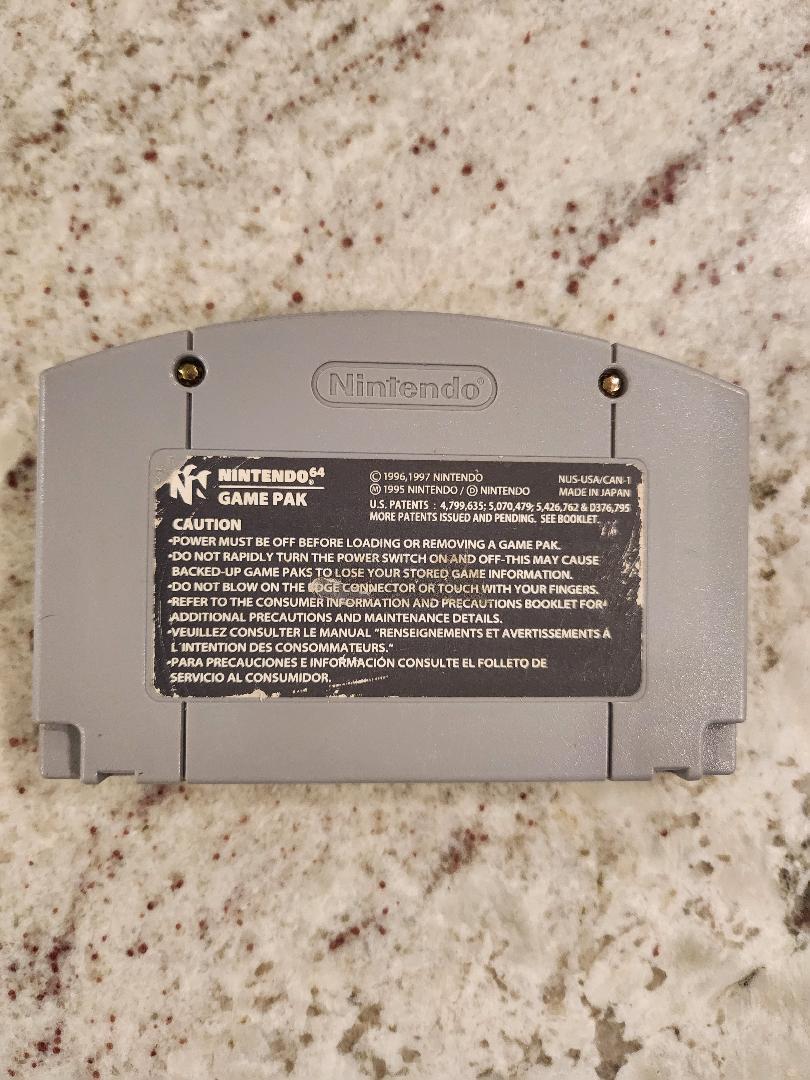 Nintendo®
NINTENDO⁶⁴
GAME PAK
© 1996,1997 NINTENDO
Ⓜ 1995 NINTENDO / Ⓓ NINTENDO
NUS-USA/CAN-1
MADE IN JAPAN
U.S. PATENTS : 4,799,635; 5,070,479; 5,426,762 & D376,795
MORE PATENTS ISSUED AND PENDING. SEE BOOKLET.
CAUTION
•POWER MUST BE OFF BEFORE LOADING OR REMOVING A GAME PAK.
•DO NOT RAPIDLY TURN THE POWER SWITCH ON AND OFF-THIS MAY CAUSE
BACKED-UP GAME PAKS TO LOSE YOUR STORED GAME INFORMATION.
•DO NOT BLOW ON THE EDGE CONNECTOR OR TOUCH WITH YOUR FINGERS.
•REFER TO THE CONSUMER INFORMATION AND PRECAUTIONS BOOKLET FOR
ADDITIONAL PRECAUTIONS AND MAINTENANCE DETAILS.
•VEUILLEZ CONSULTER LE MANUAL "RENSEIGNEMENTS ET AVERTISSEMENTS À
L'INTENTION DES CONSOMMATEURS."
•PARA PRECAUCIONES E INFORMACIÓN CONSULTE EL FOLLETO DE
SERVICIO AL CONSUMIDOR.